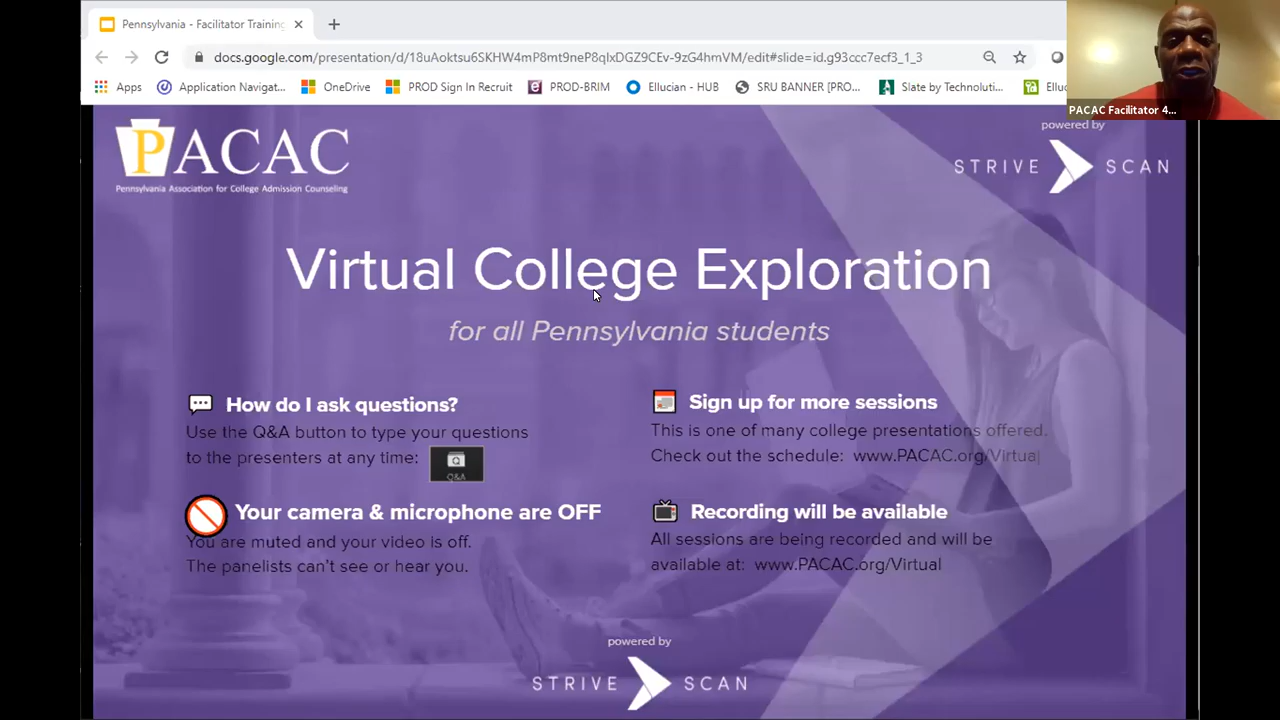 Pennsylvania - Facilitator Training
docs.google.com/presentation/d/18uAoktsu6SKHW4mP8mt9neP8qIxDGZ9CEv-9zG4hmVM/edit#slide=id.g93ccc7ecf3_1_3
Apps
Application Navigat...
OneDrive
PROD Sign In Recruit
PROD-BRIM
Ellucian - HUB
SRU BANNER [PRO...
Slate by Technoluti...
Ellu
PACAC Facilitator 4...
PACAC
Pennsylvania Association for College Admission Counseling
powered by
STRIVE SCAN
Virtual College Exploration
for all Pennsylvania students
How do I ask questions?
Use the Q&A button to type your questions
to the presenters at any time:
Q&A
Your camera & microphone are OFF
You are muted and your video is off.
The panelists can't see or hear you.
Sign up for more sessions
This is one of many college presentations offered.
Check out the schedule: www.PACAC.org/Virtual
Recording will be available
All sessions are being recorded and will be
available at: www.PACAC.org/Virtual
powered by
STRIVE SCAN